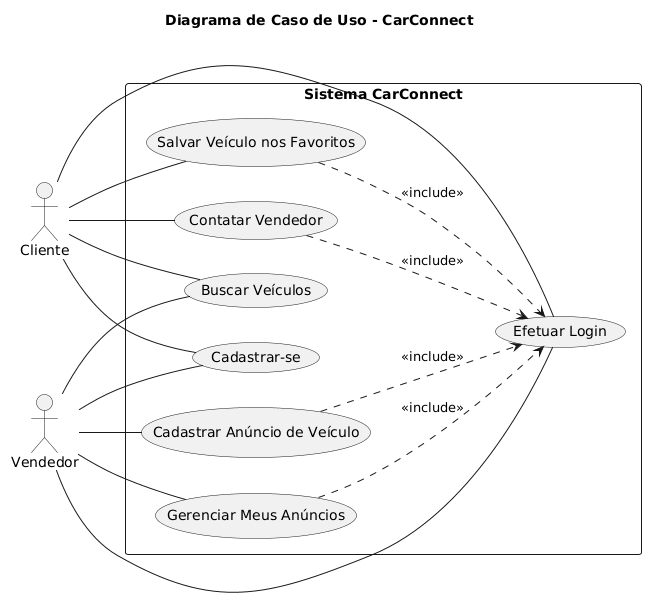 Diagrama de Caso de Uso - CarConnect
Sistema CarConnect
Salvar Veículo nos Favoritos
«include»
Contatar Vendedor
Cliente
«include»
Buscar Veículos
Efetuar Login
Cadastrar-se
«include»
Cadastrar Anúncio de Veículo
«include»
Vendedor
Gerenciar Meus Anúncios